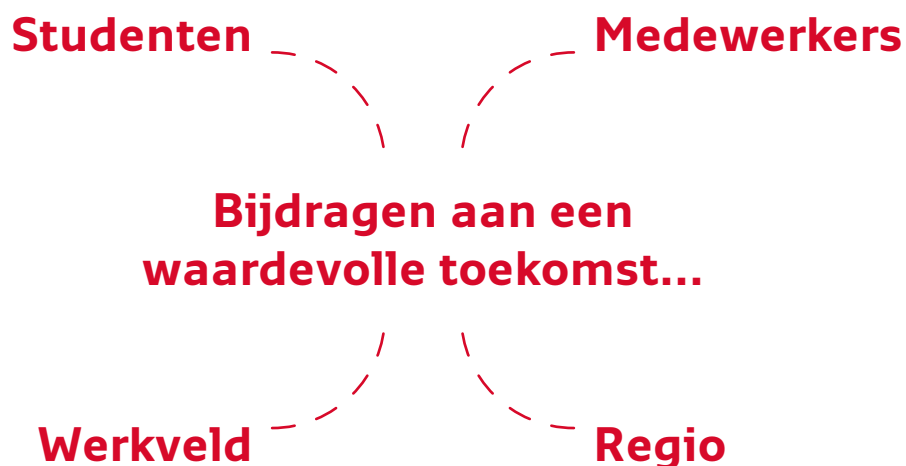 Studenten
Medewerkers
Bijdragen aan een
waardevolle toekomst...
Werkveld
Regio